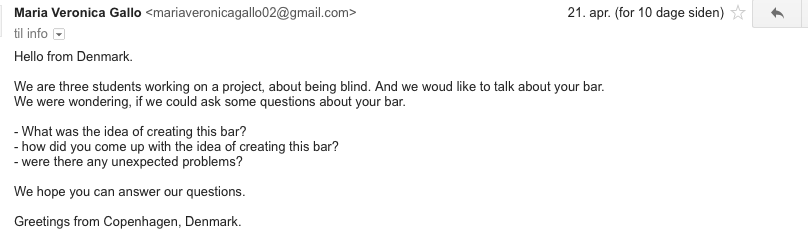 Maria Veronica Gallo <mariaveronicagallo02@gmail.com> 21. apr. (for 10 dage siden)
til info
Hello from Denmark.
We are three students working on a project, about being blind. And we woud like to talk about your bar.
We were wondering, if we could ask some questions about your bar.
- What was the idea of creating this bar?
- how did you come up with the idea of creating this bar?
- were there any unexpected problems?
We hope you can answer our questions.
Greetings from Copenhagen, Denmark.